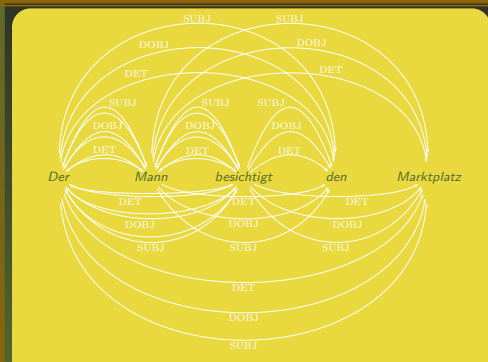 SUBJ SUBJ
DOBJ DOBJ
DET DET
SUBJ SUBJ SUBJ
DOBJ DOBJ DOBJ
DET DET DET
Der Mann besichtigt den Marktplatz
DET DET DET
DOBJ DOBJ DOBJ
SUBJ SUBJ SUBJ
DET
DOBJ
SUBJ